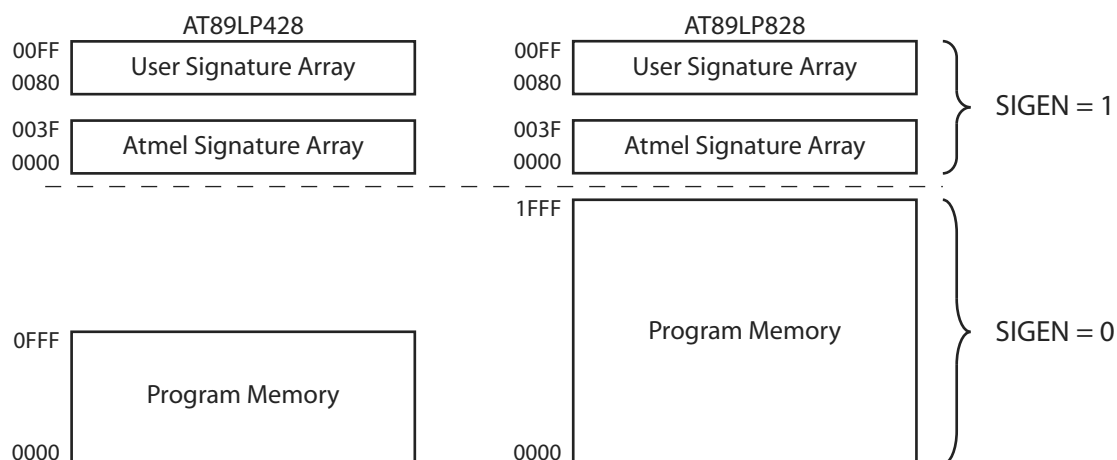 AT89LP428
AT89LP828
00FF
User Signature Array
0080
00FF
User Signature Array
0080
SIGEN = 1
003F
Atmel Signature Array
0000
003F
Atmel Signature Array
0000
1FFF
0FFF
Program Memory
0000
Program Memory
0000
SIGEN = 0